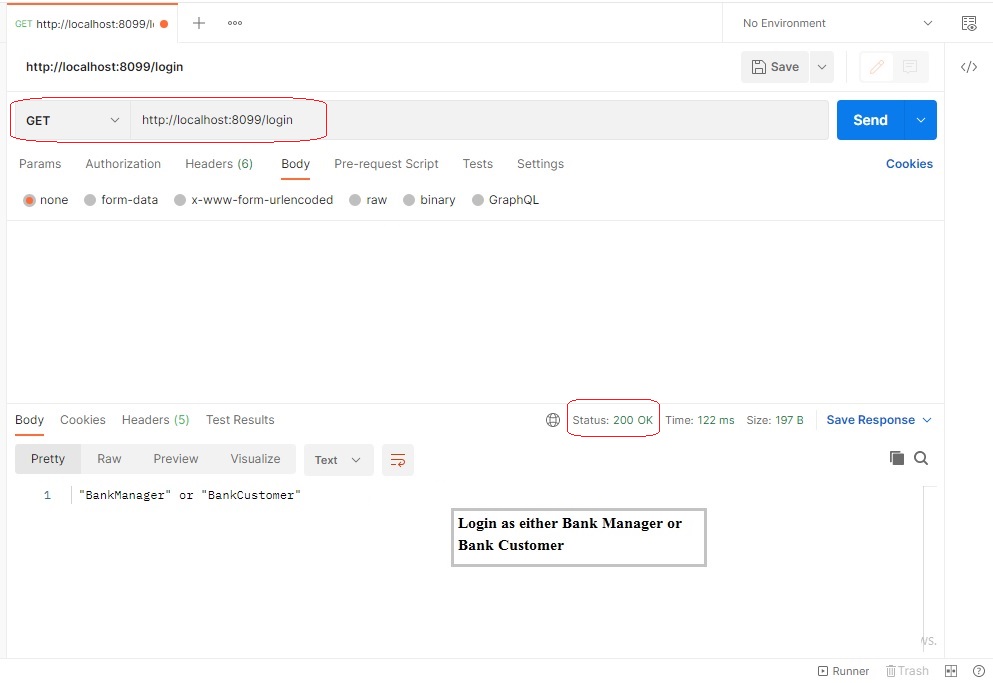 GET http://localhost:8099/l
No Environment
http://localhost:8099/login
Save
GET http://localhost:8099/login
Send
Params Authorization Headers (6) Body Pre-request Script Tests Settings Cookies
none form-data x-www-form-urlencoded raw binary GraphQL
Body Cookies Headers (5) Test Results Status: 200 OK Time: 122 ms Size: 197 B Save Response
Pretty Raw Preview Visualize Text
1 "BankManager" or "BankCustomer"
Login as either Bank Manager or
Bank Customer
Runner Trash